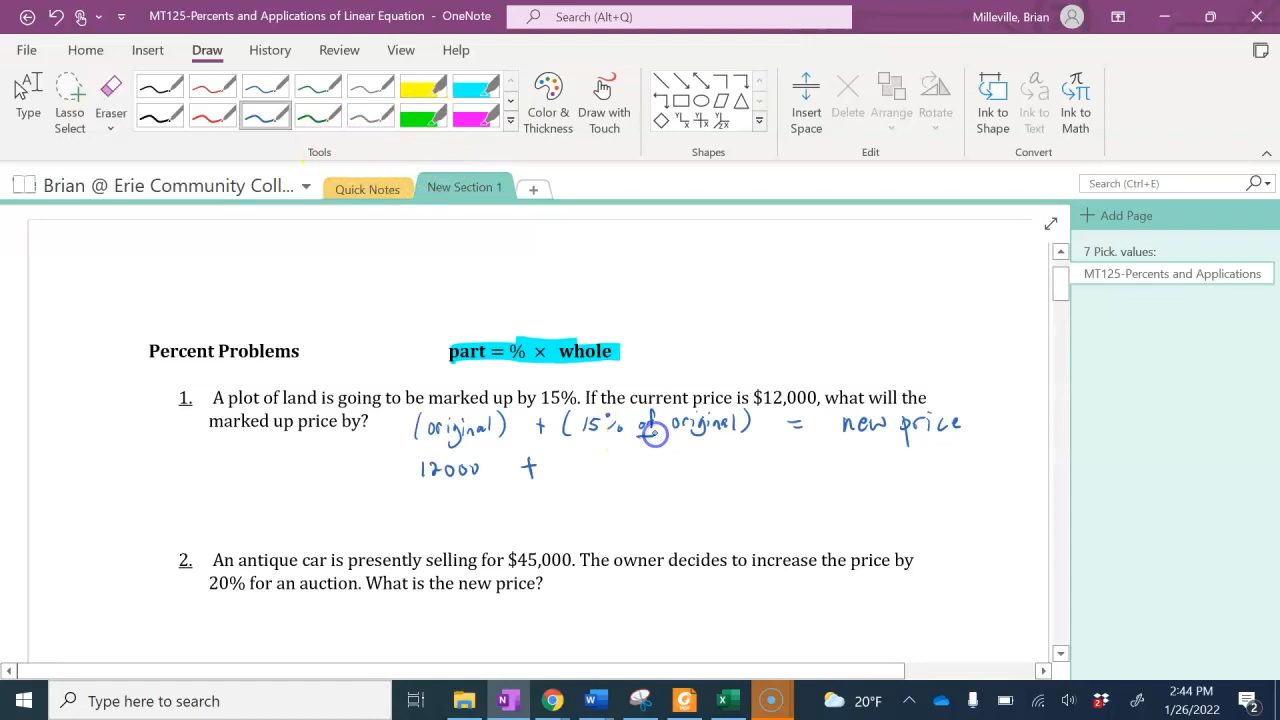 MT125-Percents and Applications of Linear Equation - OneNote
Search (Alt+Q)
Milleville, Brian
File Home Insert Draw History Review View Help
Type
Lasso Select
Eraser
Color & Thickness
Draw with Touch
Insert Space
Delete
Arrange
Rotate
Ink to Shape
Ink to Text
Ink to Math
Tools
Shapes
Edit
Convert
Brian @ Erie Community Coll...
Quick Notes
New Section 1
Search (Ctrl+E)
Add Page
7 Pick. values:
MT125-Percents and Applications
Percent Problems part = % × whole
1. A plot of land is going to be marked up by 15%. If the current price is $12,000, what will the
marked up price by?
(original) + (15% of original) = new price
12000 +
2. An antique car is presently selling for $45,000. The owner decides to increase the price by
20% for an auction. What is the new price?
Type here to search
20°F
2:44 PM
1/26/2022
2